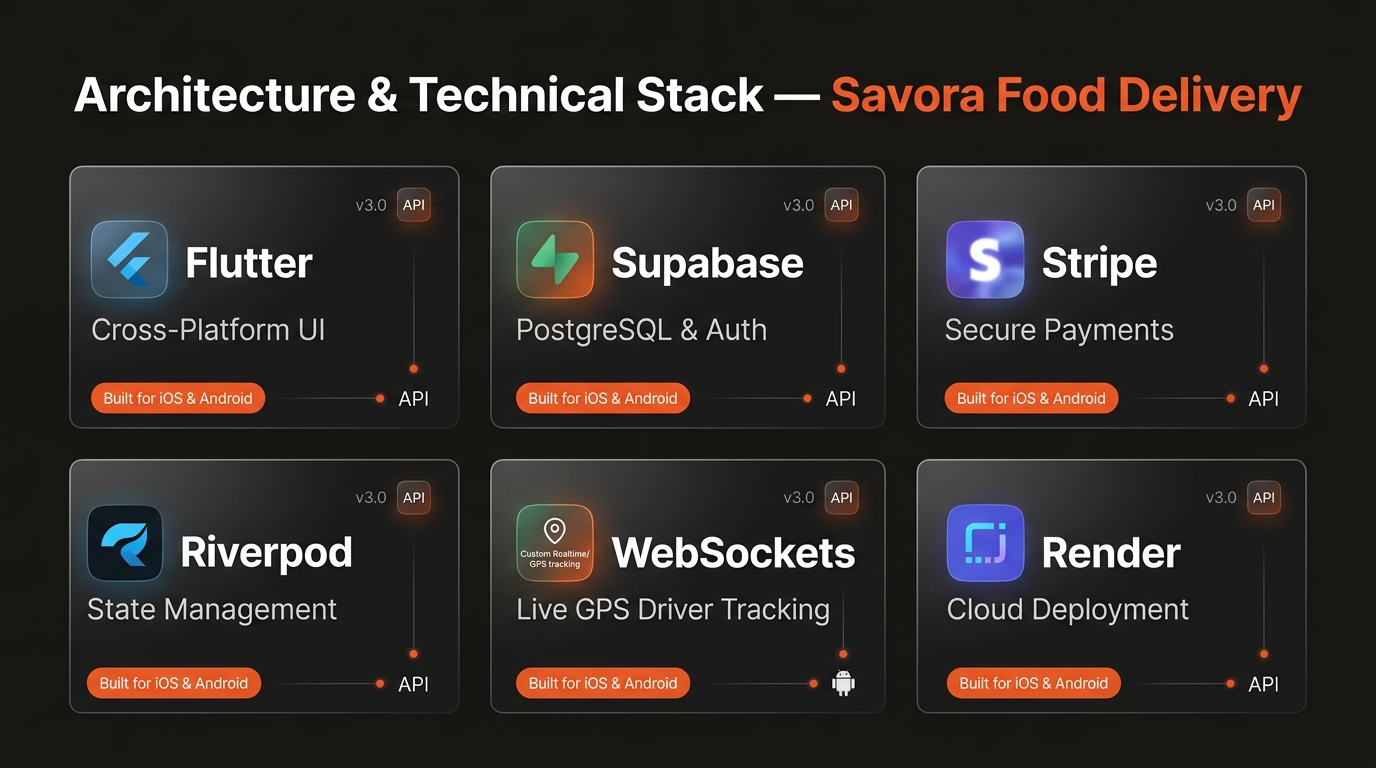 Architecture & Technical Stack — Savora Food Delivery
v3.0 API
Flutter
Cross-Platform UI
Built for iOS & Android
API
v3.0 API
Supabase
PostgreSQL & Auth
Built for iOS & Android
API
v3.0 API
S
Stripe
Secure Payments
Built for iOS & Android
API
v3.0 API
Riverpod
State Management
Built for iOS & Android
API
v3.0 API
Custom Realtime/
GPS tracking
WebSockets
Live GPS Driver Tracking
Built for iOS & Android
v3.0 API
Render
Cloud Deployment
Built for iOS & Android
API